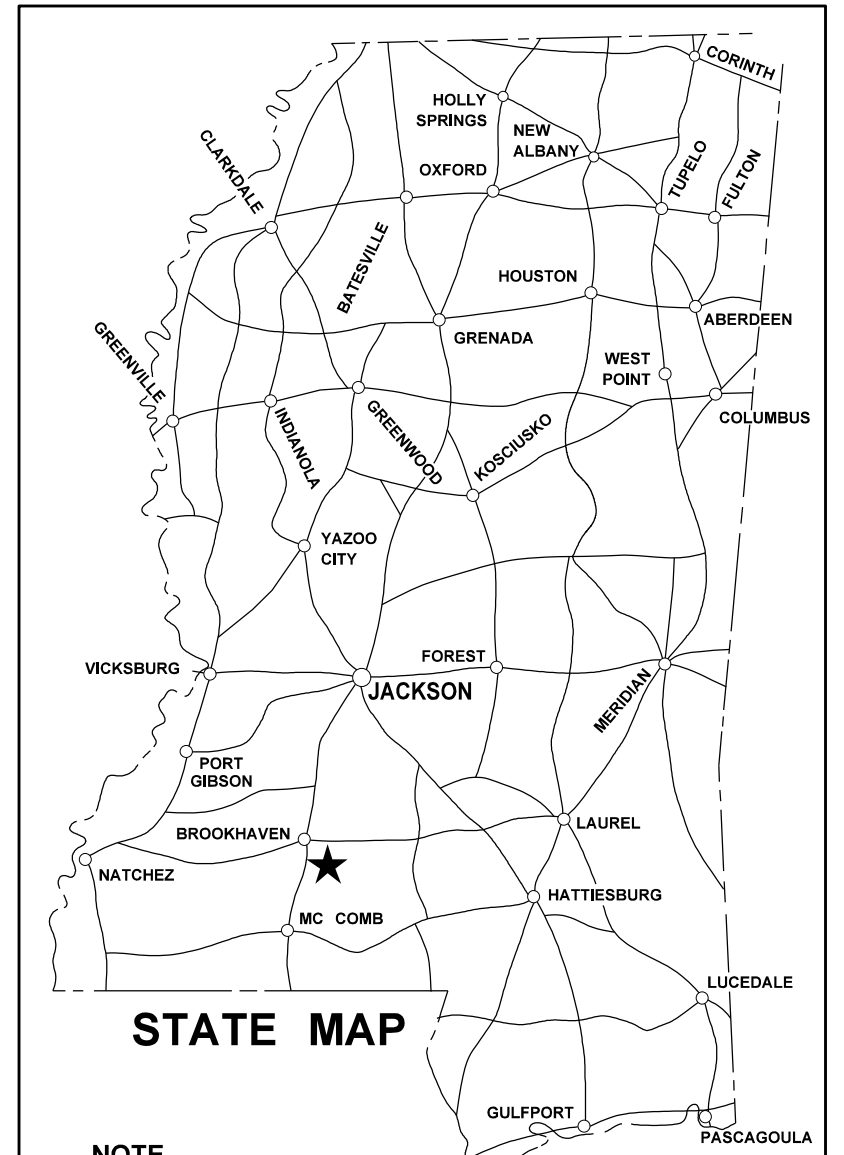 CORINTH
HOLLY
SPRINGS
NEW
ALBANY
CLARKDALE
OXFORD
TUPELO
FULTON
BATESVILLE
HOUSTON
ABERDEEN
GREENVILLE
GRENADA
WEST
POINT
COLUMBUS
INDIANOLA
GREENWOOD
KOSCIUSKO
YAZOO
CITY
VICKSBURG
FOREST
JACKSON
MERIDIAN
PORT
GIBSON
BROOKHAVEN
LAUREL
NATCHEZ
HATTIESBURG
MC COMB
LUCEDALE
STATE MAP
GULFPORT
PASCAGOULA
NOTE